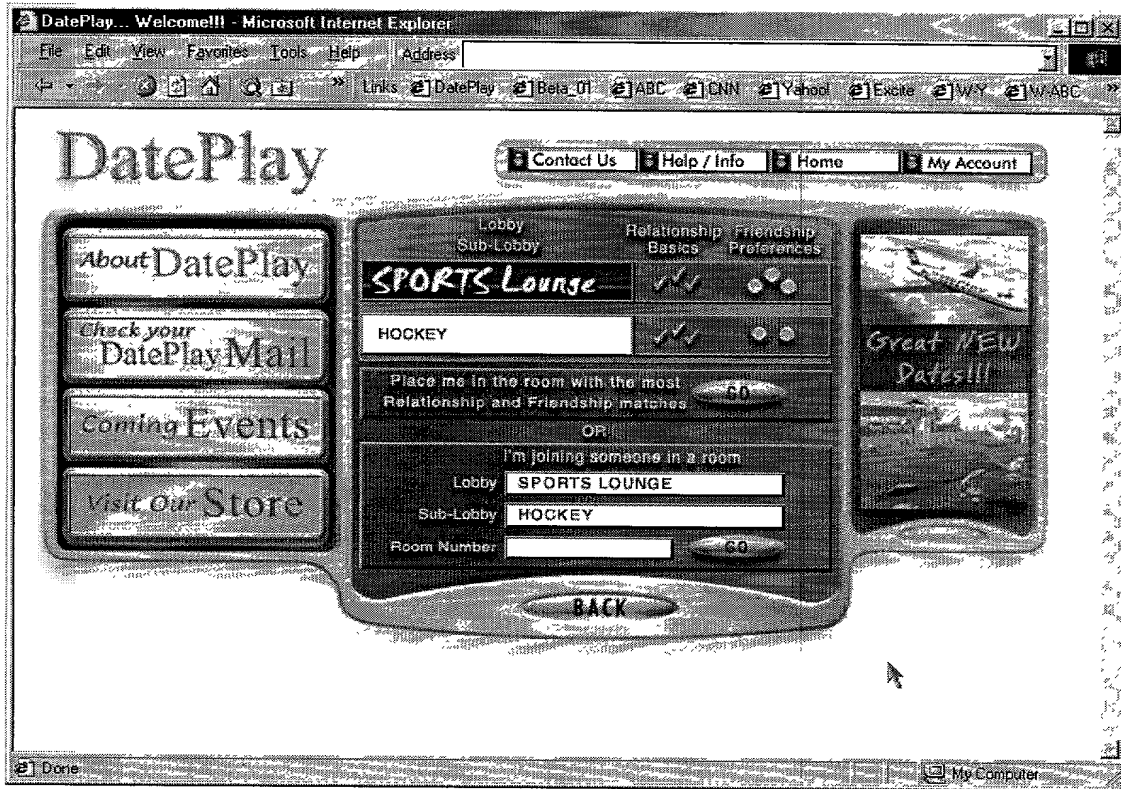 DatePlay... Welcome!!! - Microsoft Internet Explorer
File Edit View Favorites Tools Help Address
» Links DatePlay Beta_01 ABC CNN Yahoo! Excite W-Y W-ABC »
DatePlay
Contact Us Help / Info Home My Account
About DatePlay
Check your
DatePlay Mail
Coming Events
Visit Our Store
Lobby
Sub-Lobby
Relationship
Basics
Friendship
Preferences
SPORTS Lounge
HOCKEY
Place me in the room with the most
Relationship and Friendship matches
GO
OR
I'm joining someone in a room
Lobby SPORTS LOUNGE
Sub-Lobby HOCKEY
Room Number GO
BACK
Great NEW
Dates!!!
Done My Computer